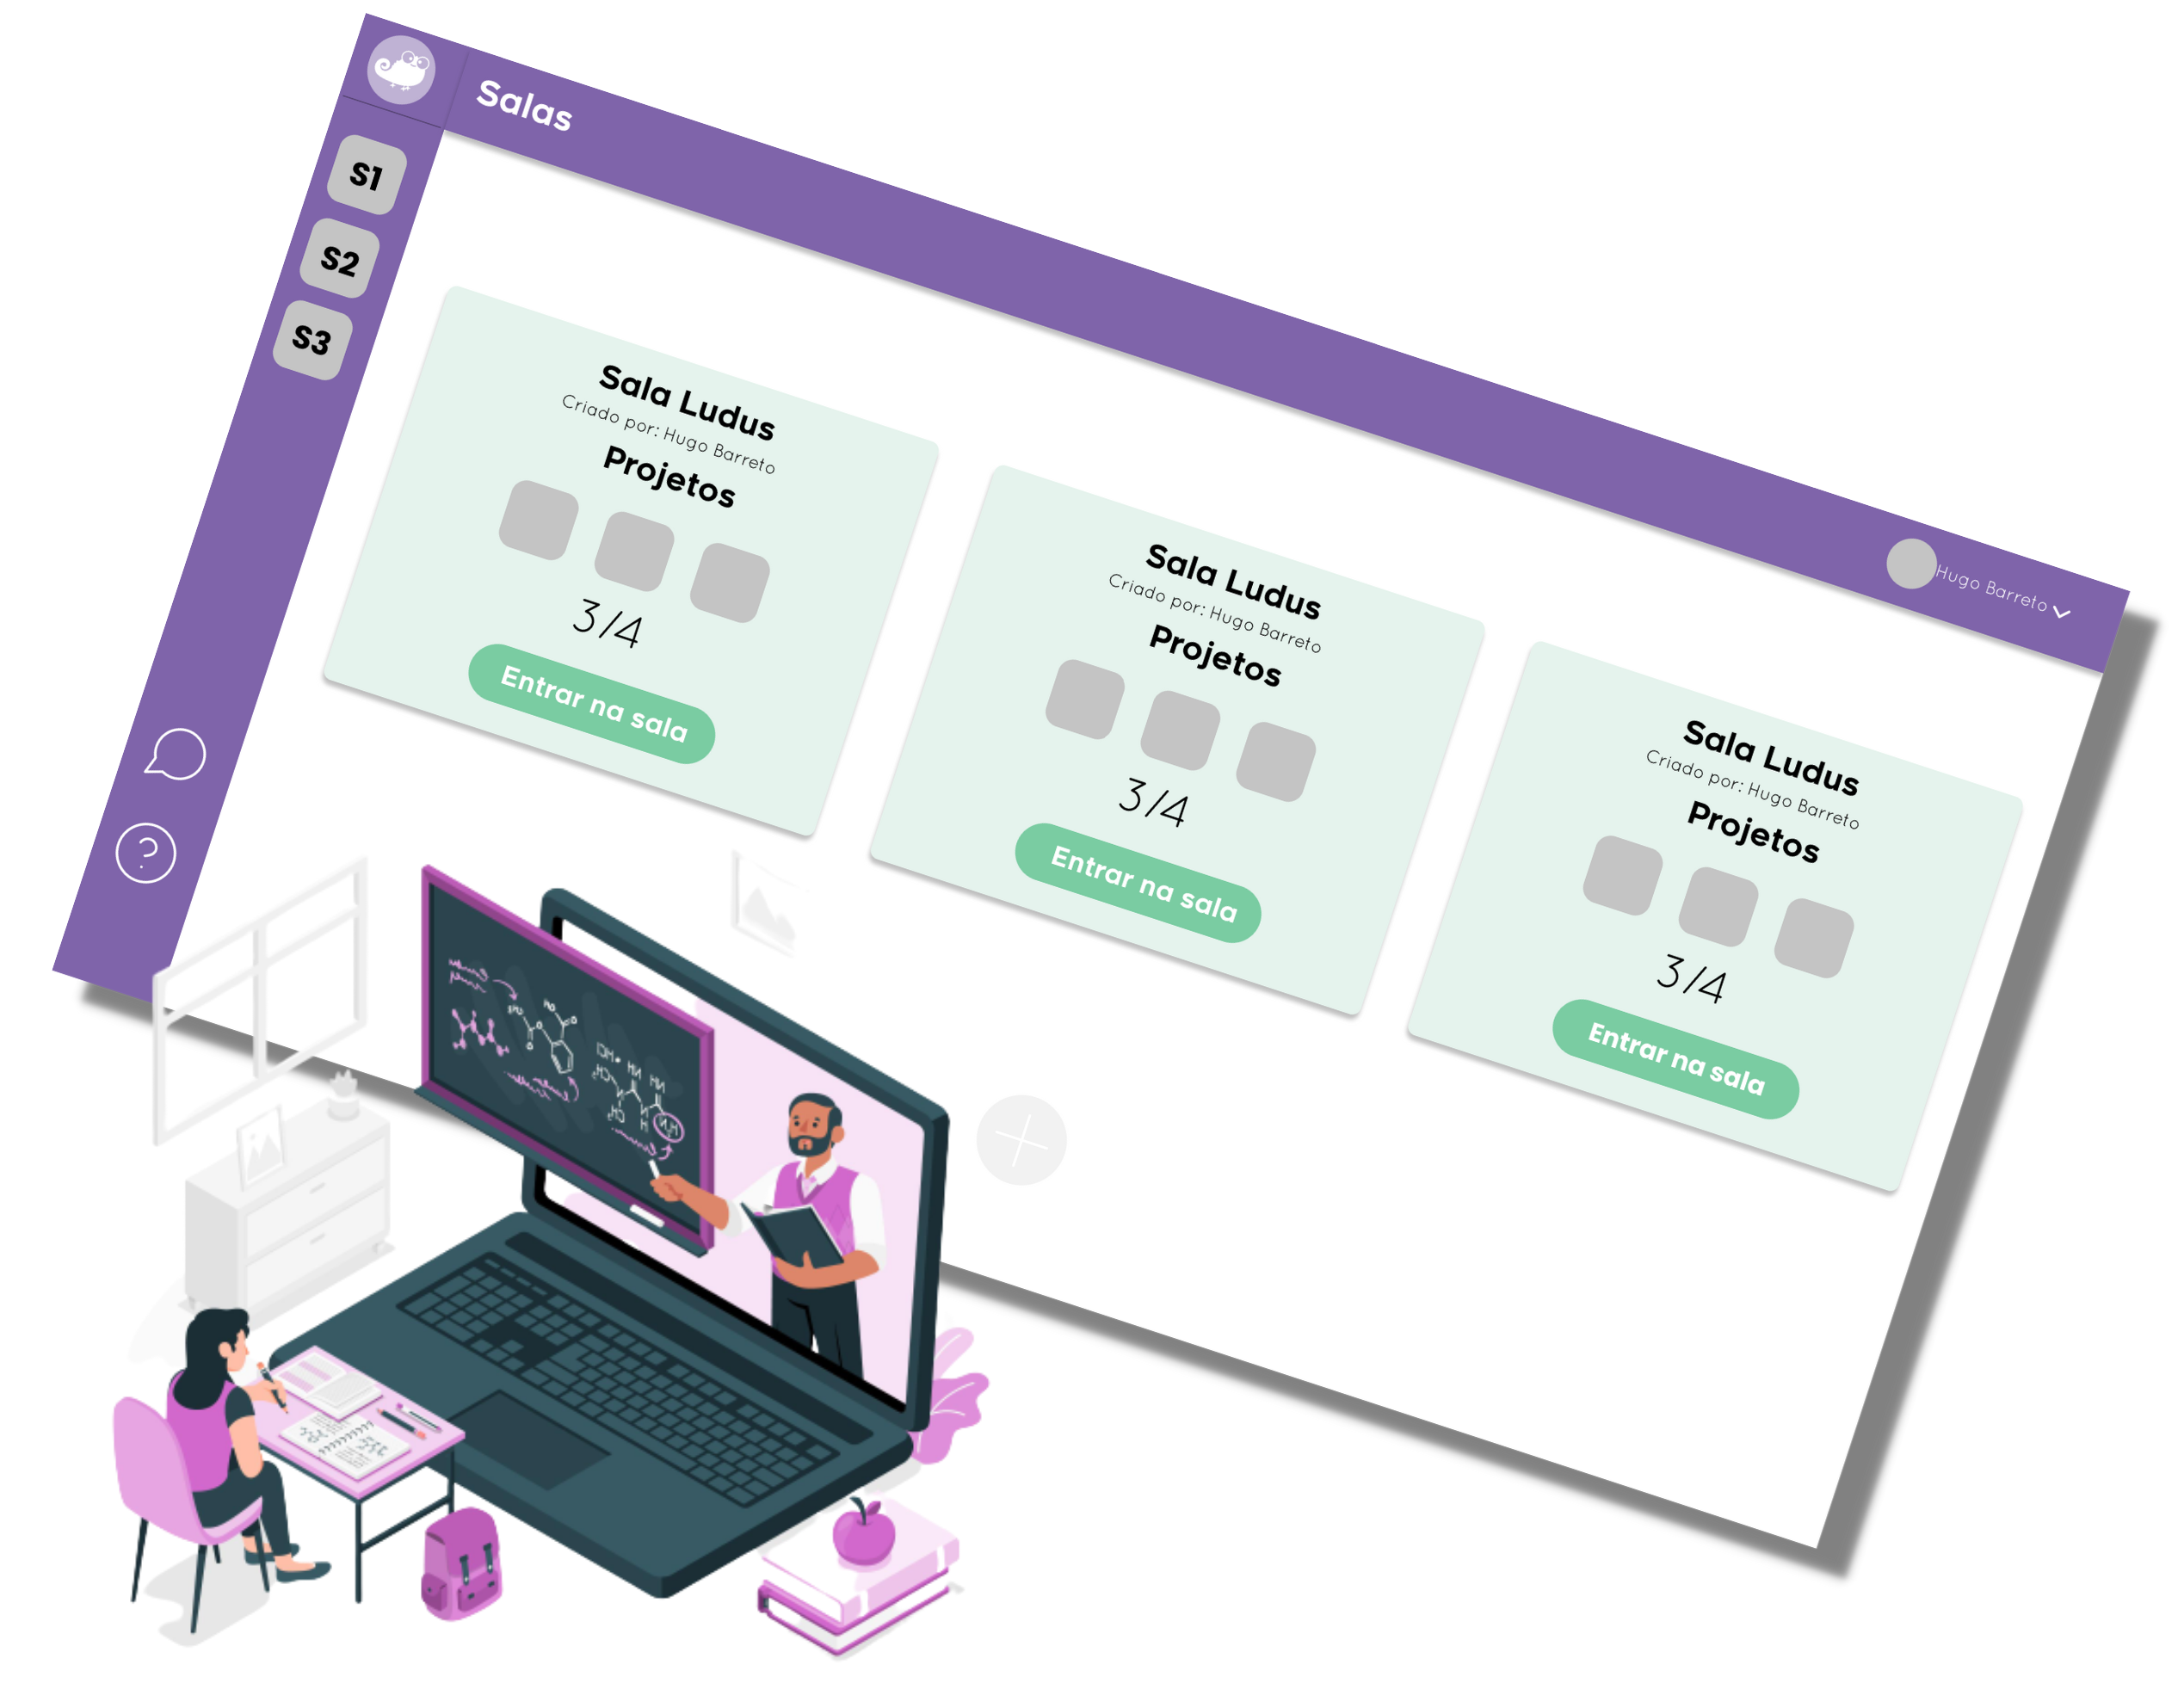 Salas
S1
S2
S3
Hugo Barreto
Sala Ludus
Criado por: Hugo Barreto
Projetos
3/4
Entrar na sala
Sala Ludus
Criado por: Hugo Barreto
Projetos
3/4
Entrar na sala
Sala Ludus
Criado por: Hugo Barreto
Projetos
3/4
Entrar na sala
?